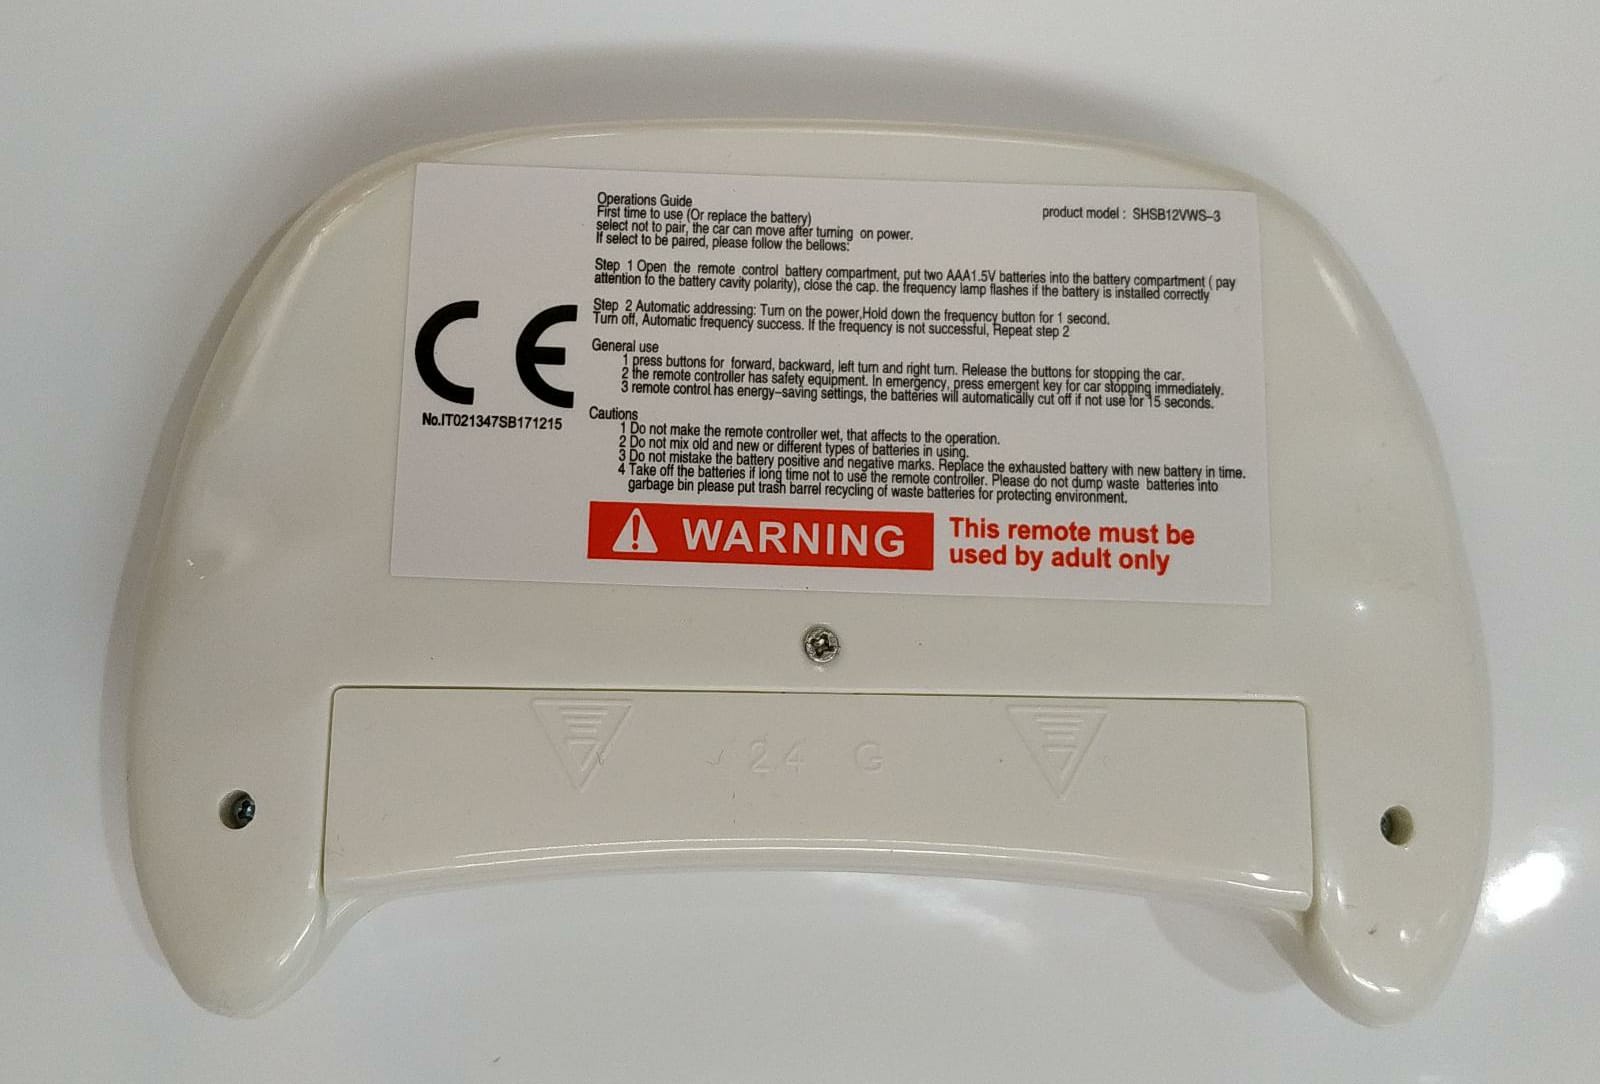 Operations Guide
First time to use (Or replace the battery)
product model : SHSB12VWS-3
select not to pair, the car can move after turning on power.
If select to be paired, please follow the bellows:
Step 1 Open the remote control battery compartment, put two AAA1.5V batteries into the battery compartment ( pay
attention to the battery cavity polarity), close the cap. the frequency lamp flashes if the battery is installed correctly
Step 2 Automatic addressing: Turn on the power,Hold down the frequency button for 1 second.
Turn off, Automatic frequency success. If the frequency is not successful, Repeat step 2
General use
1 press buttons for forward, backward, left turn and right turn. Release the buttons for stopping the car.
2 the remote controller has safety equipment. In emergency, press emergent key for car stopping immediately.
3 remote control has energy-saving settings, the batteries will automatically cut off if not use for 15 seconds.
CE
No.IT021347SB171215
Cautions
1 Do not make the remote controller wet, that affects to the operation.
2 Do not mix old and new or different types of batteries in using.
3 Do not mistake the battery positive and negative marks. Replace the exhausted battery with new battery in time.
4 Take off the batteries if long time not to use the remote controller. Please do not dump waste batteries into
garbage bin please put trash barrel recycling of waste batteries for protecting environment.
WARNING
This remote must be
used by adult only
2.4 G